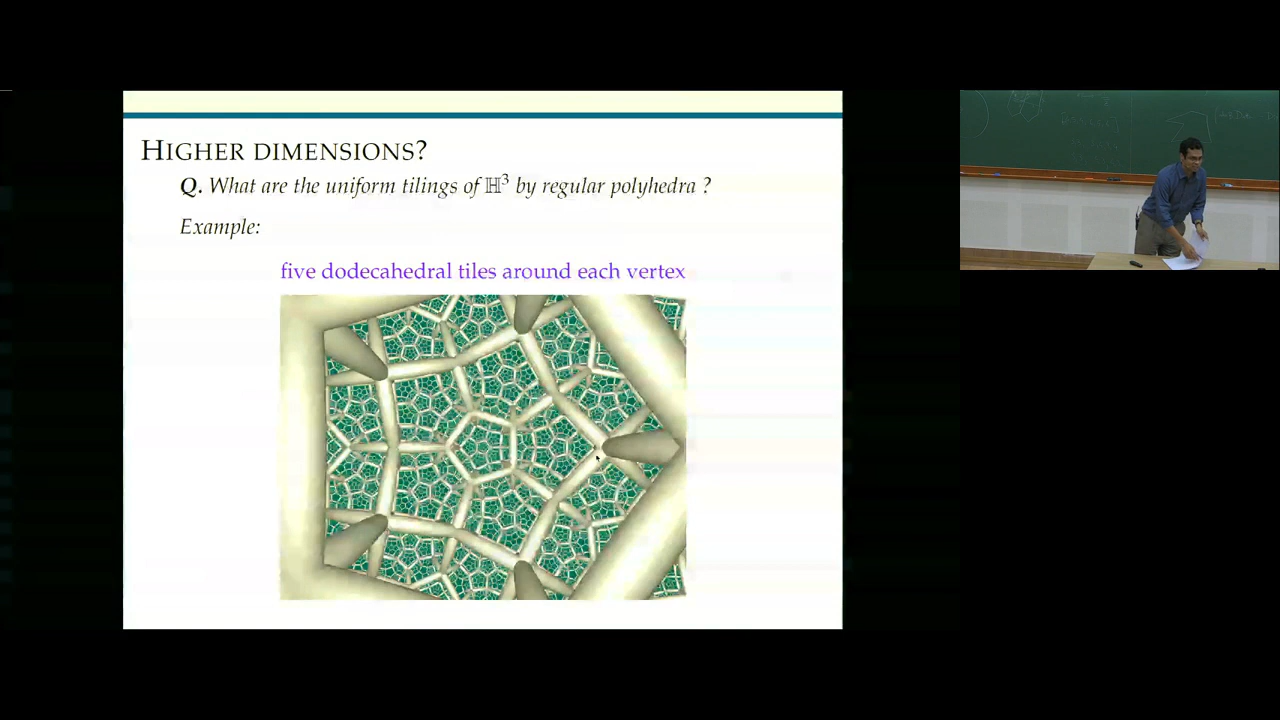 HIGHER DIMENSIONS?
Q. What are the uniform tilings of ℍ³ by regular polyhedra ?
Example:
five dodecahedral tiles around each vertex